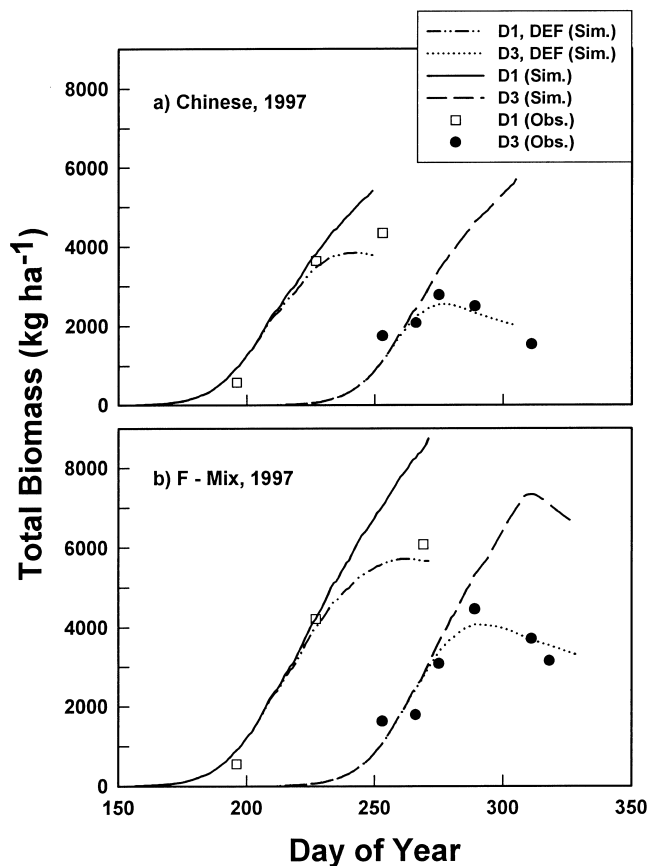 D1, DEF (Sim.)
D3, DEF (Sim.)
D1 (Sim.)
D3 (Sim.)
D1 (Obs.)
D3 (Obs.)
a) Chinese, 1997
8000
6000
4000
2000
0
b) F - Mix, 1997
8000
6000
4000
2000
0
Total Biomass (kg ha-1)
150 200 250 300 350
Day of Year